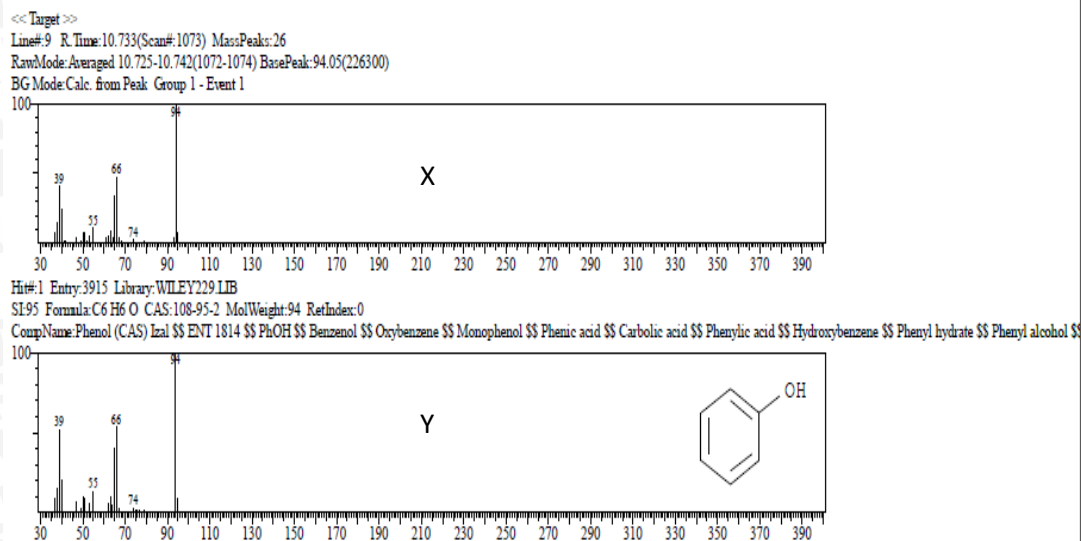 << Target >>
Line#:9 R.Time:10.733(Scan#:1073) MassPeaks:26
RawMode:Averaged 10.725-10.742(1072-1074) BasePeak:94.05(226300)
BG Mode:Calc. from Peak Group 1 - Event 1
100
94
66
39
55
74
X
30 50 70 90 110 130 150 170 190 210 230 250 270 290 310 330 350 370 390
Hit#:1 Entry:3915 Library:WILEY229.LIB
SI:95 Formula:C6 H6 O CAS:108-95-2 MolWeight:94 RetIndex:0
CompName:Phenol (CAS) Izal $$ ENT 1814 $$ PhOH $$ Benzenol $$ Oxybenzene $$ Monophenol $$ Phenic acid $$ Carbolic acid $$ Phenylic acid $$ Hydroxybenzene $$ Phenyl hydrate $$ Phenyl alcohol $$
100
94
OH
66
39
55
74
Y
30 50 70 90 110 130 150 170 190 210 230 250 270 290 310 330 350 370 390